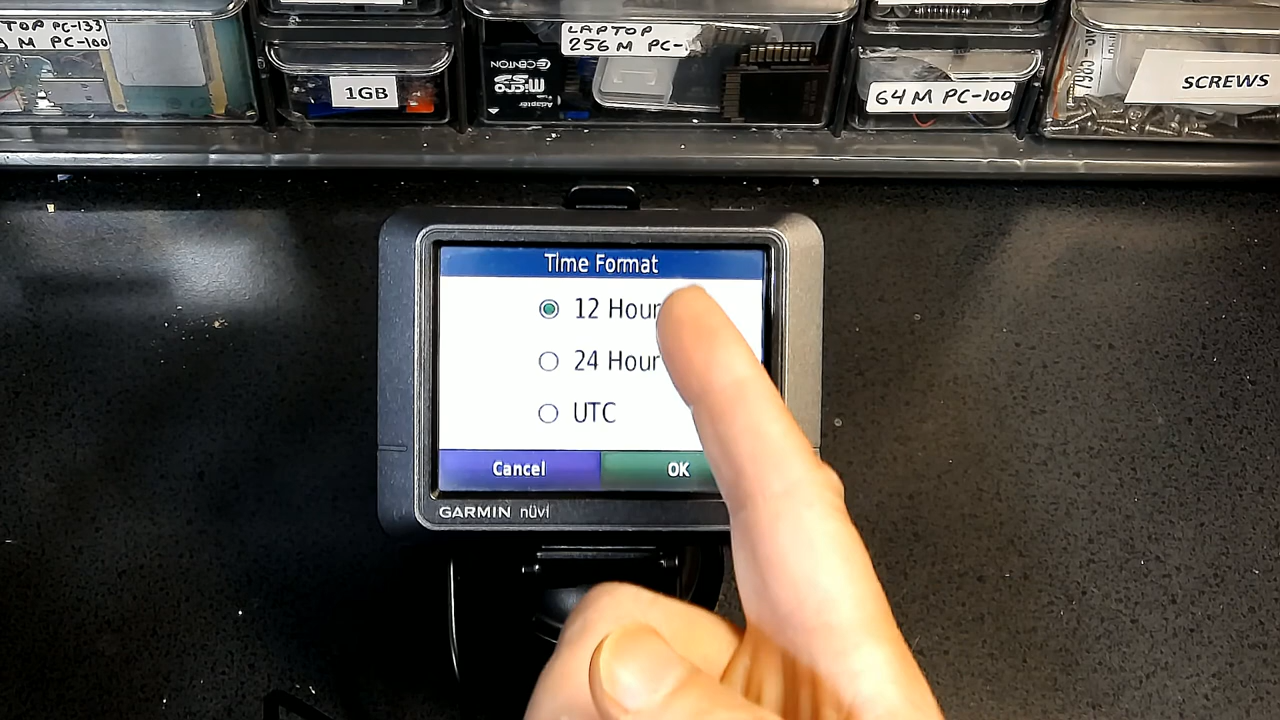 TOP PC-133
M PC-100
1GB
LAPTOP
256 M PC-
micro
Adapter
64 M PC-100
SCREWS
Time Format
12 Hour
24 Hour
UTC
Cancel
OK
GARMIN nüvi